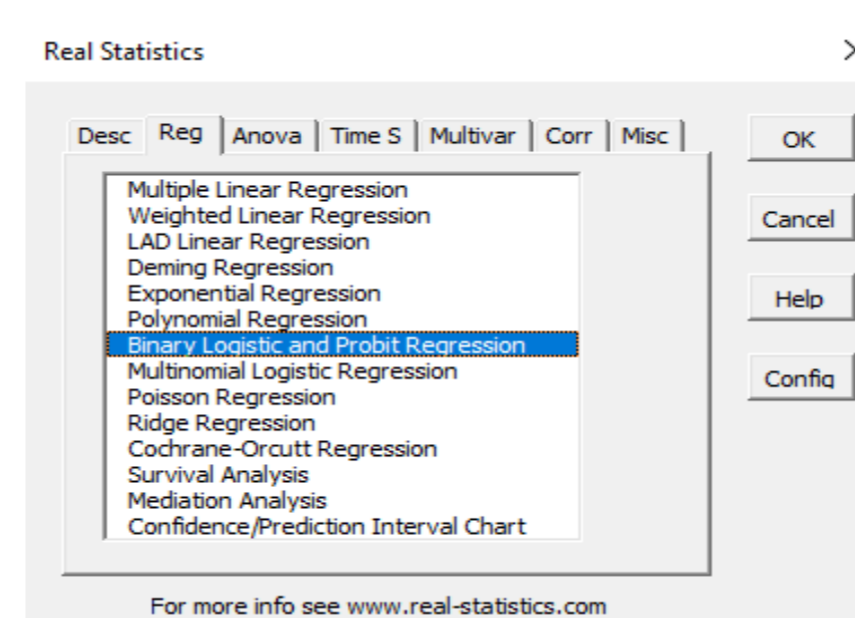 Real Statistics
Desc Reg Anova Time S Multivar Corr Misc
OK
Cancel
Help
Config
Multiple Linear Regression
Weighted Linear Regression
LAD Linear Regression
Deming Regression
Exponential Regression
Polynomial Regression
Binary Logistic and Probit Regression
Multinomial Logistic Regression
Poisson Regression
Ridge Regression
Cochrane-Orcutt Regression
Survival Analysis
Mediation Analysis
Confidence/Prediction Interval Chart
For more info see www.real-statistics.com